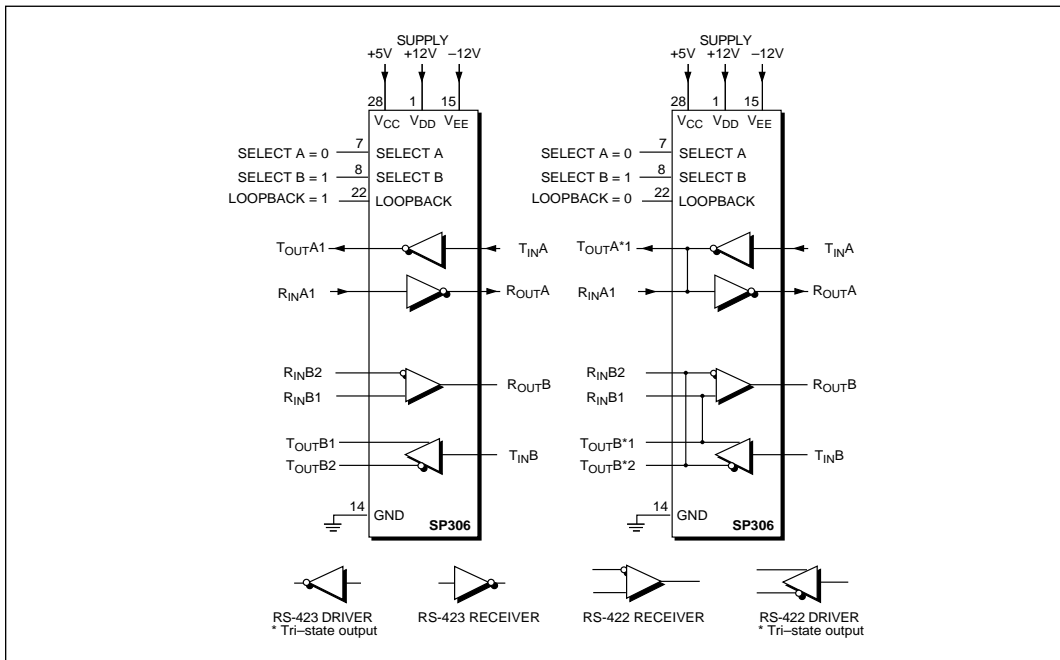 SUPPLY
+5V +12V –12V
28 1 15
VCC VDD VEE
7
SELECT A = 0 SELECT A
8
SELECT B = 1 SELECT B
22
LOOPBACK = 1 LOOPBACK
TOUTA1 TINA
RINA1 ROUTA
RINB2
ROUTB
RINB1
TOUTB1
TINB
TOUTB2
14
GND
SP306
SUPPLY
+5V +12V –12V
28 1 15
VCC VDD VEE
7
SELECT A = 0 SELECT A
8
SELECT B = 1 SELECT B
22
LOOPBACK = 0 LOOPBACK
TOUTA*1 TINA
RINA1 ROUTA
RINB2
ROUTB
RINB1
TOUTB*1
TINB
TOUTB*2
14
GND
SP306
RS-423 DRIVER
* Tri–state output
RS-423 RECEIVER
RS-422 RECEIVER
RS-422 DRIVER
* Tri–state output